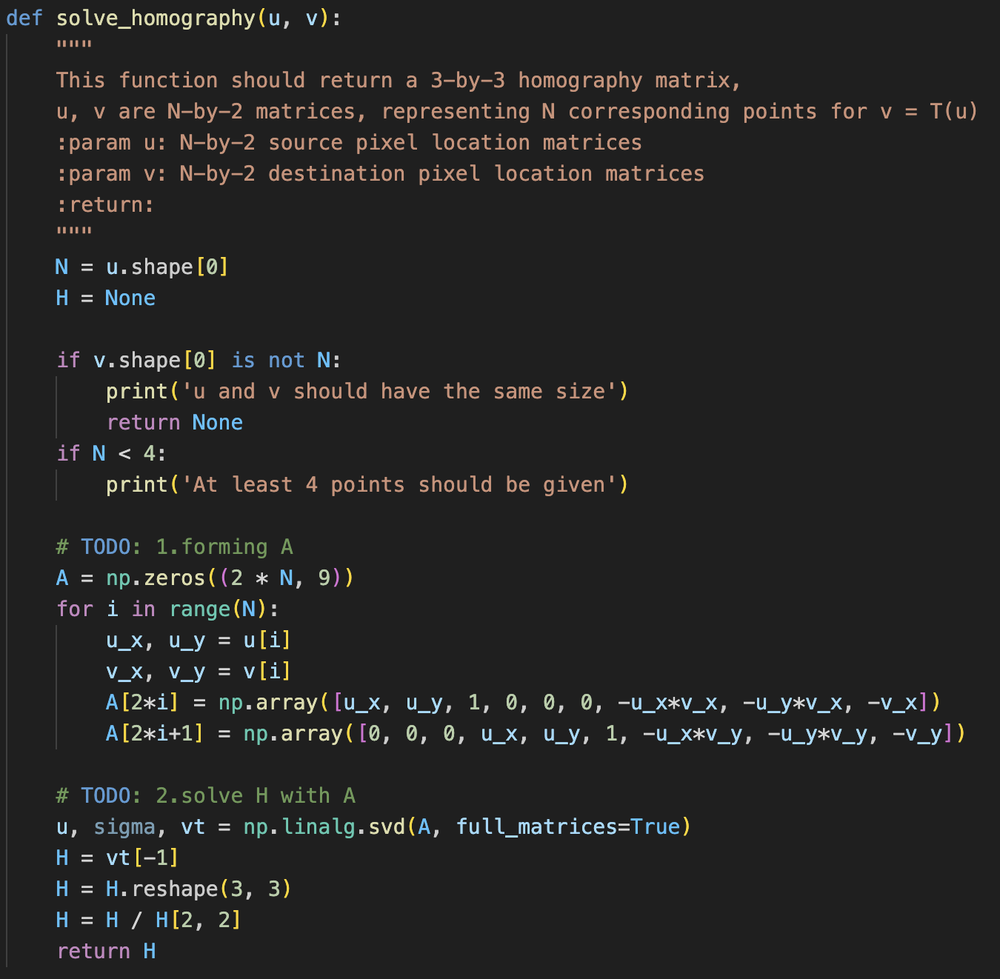 def solve_homography(u, v):
    """
    This function should return a 3-by-3 homography matrix,
    u, v are N-by-2 matrices, representing N corresponding points for v = T(u)
    :param u: N-by-2 source pixel location matrices
    :param v: N-by-2 destination pixel location matrices
    :return:
    """
    N = u.shape[0]
    H = None

    if v.shape[0] is not N:
        print('u and v should have the same size')
        return None
    if N < 4:
        print('At least 4 points should be given')

    # TODO: 1.forming A
    A = np.zeros((2 * N, 9))
    for i in range(N):
        u_x, u_y = u[i]
        v_x, v_y = v[i]
        A[2*i] = np.array([u_x, u_y, 1, 0, 0, 0, -u_x*v_x, -u_y*v_x, -v_x])
        A[2*i+1] = np.array([0, 0, 0, u_x, u_y, 1, -u_x*v_y, -u_y*v_y, -v_y])

    # TODO: 2.solve H with A
    u, sigma, vt = np.linalg.svd(A, full_matrices=True)
    H = vt[-1]
    H = H.reshape(3, 3)
    H = H / H[2, 2]
    return H